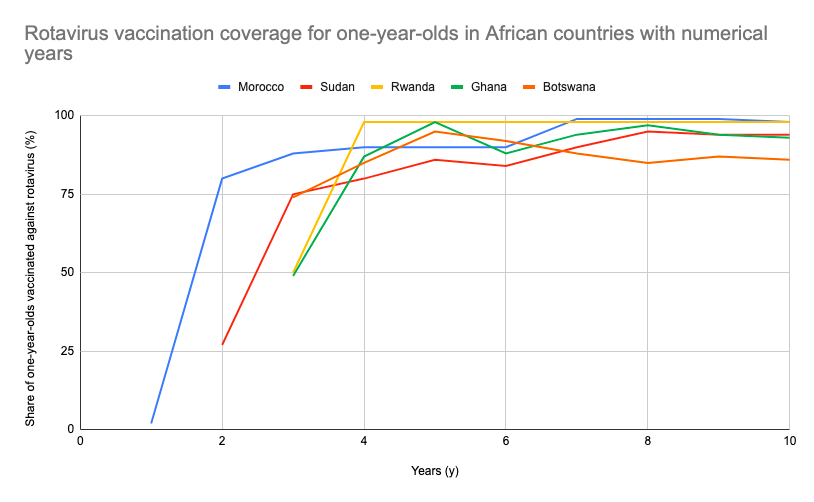 Rotavirus vaccination coverage for one-year-olds in African countries with numerical
years
Morocco Sudan Rwanda Ghana Botswana
Share of one-year-olds vaccinated against rotavirus (%)
100
75
50
25
0
0 2 4 6 8 10
Years (y)